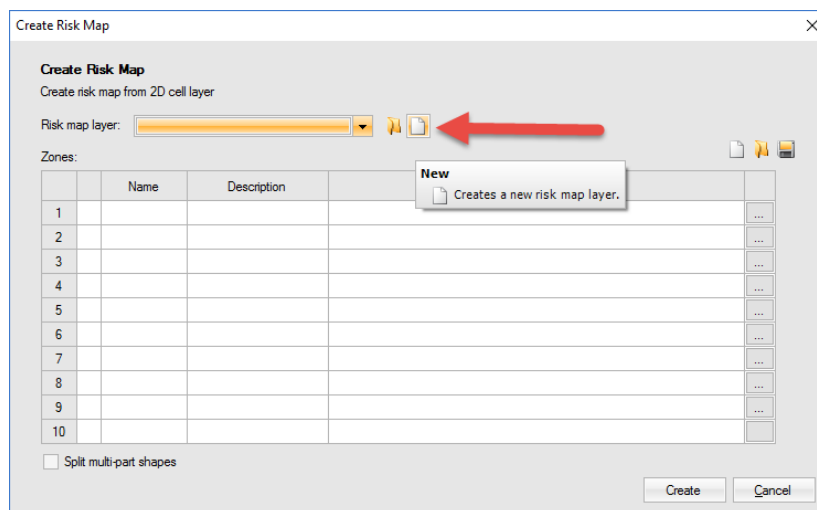 Create Risk Map
Create Risk Map
Create risk map from 2D cell layer
Risk map layer:
Zones:
New
Creates a new risk map layer.
Name Description
1 ...
2 ...
3 ...
4 ...
5 ...
6 ...
7 ...
8 ...
9 ...
10
Split multi-part shapes
Create Cancel